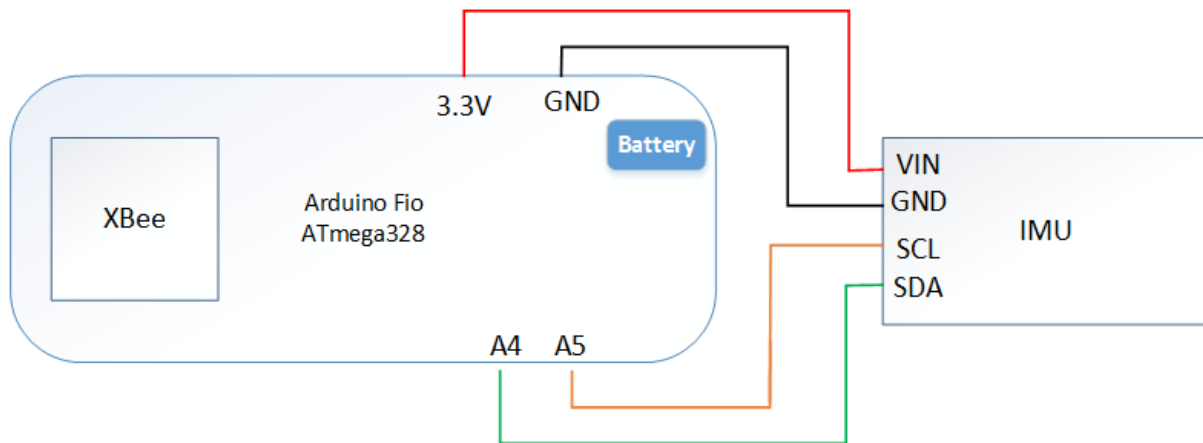 3.3V
GND
Battery
XBee
Arduino Fio
ATmega328
A4
A5
VIN
GND
SCL
SDA
IMU